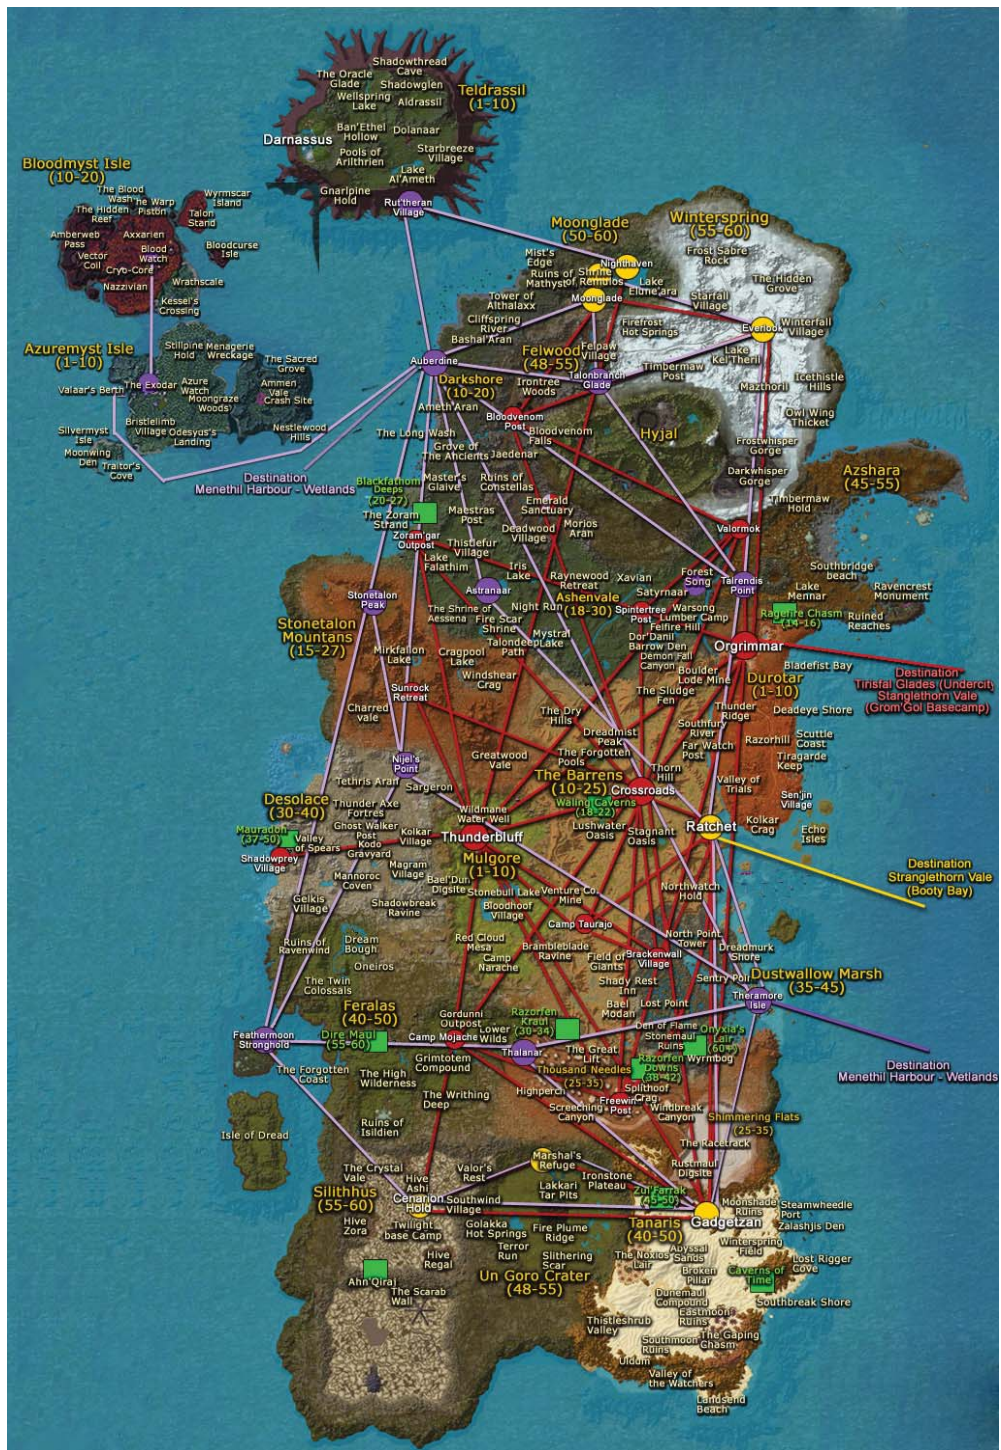 Shadowthread
Cave
The Oracle
Glade
Shadowglen
Wellspring
Lake
Aldrassil
Teldrassil
(1-10)
Ban'Ethel
Hollow
Dolanaar
Darnassus
Pools of
Arilthrien
Starbreeze
Village
Lake
Al'Ameth
Gnarlpine
Hold
Rut'theran
Village
Bloodmyst Isle
(10-20)
The Blood
Wash
The Warp
Piston
Wyrmscar
Island
The Hidden
Reef
Talon
Stand
Amberweb
Pass
Axxarien
Bloodcurse
Isle
Vector
Coil
Blood
Watch
Cryo-Core
Nazzivian
Wrathscale
Kessel's
Crossing
Azuremyst Isle
(1-10)
Stillpine
Hold
Menagerie
Wreckage
The Sacred
Grove
Valaar's Berth
The Exodar
Azure
Watch
Ammen
Vale
Moongraze
Woods
Crash Site
Silvermyst
Isle
Bristlelimb
Village
Odesyus's
Landing
Nestlewood
Hills
Moonwing
Den
Traitor's
Cove
Destination
Menethil Harbour - Wetlands
Moonglade
(50-60)
Winterspring
(55-60)
Mist's
Edge
Nighthaven
Frost Sabre
Rock
Ruins of
Mathyst
Shrine
of Remulos
Lake
Elune'ara
The Hidden
Grove
Tower of
Althalaxx
Moonglade
Starfall
Village
Cliffspring
River
Firefrost
Hot Springs
Everlook
Winterfall
Village
Bashal'Aran
Felwood
(48-55)
Felpaw
Village
Auberdine
Talonbranch
Glade
Timbermaw
Post
Lake
Kel'Theril
Darkshore
(10-20)
Irontree
Woods
Mazthoril
Icethistle
Hills
Ameth'Aran
Bloodvenom
Post
Owl Wing
Thicket
The Long Wash
Bloodvenom
Falls
Hyjal
Grove of
The Ancients
Jaedenar
Frostwhisper
Gorge
Azshara
(45-55)
Blackfathom
Deeps
(20-27)
Master's
Glaive
Ruins of
Constellas
Darkwhisper
Gorge
Timbermaw
Hold
The Zoram
Strand
Maestras
Post
Emerald
Sanctuary
Zoram'gar
Outpost
Deadwood
Village
Morlos
Aran
Valormok
Thistlefur
Village
Lake
Falathim
Iris
Lake
Raynewood
Retreat
Xavian
Forest
Song
Talrendis
Point
Southbridge
beach
Stonetalon
Peak
Astranaar
Ashenvale
(18-30)
Satyrnaar
Lake
Mennar
Ravencrest
Monument
The Shrine of
Aessena
Night Run
Spintertree
Post
Warsong
Lumber Camp
Ragefire Chasm
(14-16)
Ruined
Reaches
Stonetalon
Mountans
(15-27)
Fire Scar
Shrine
Felfire Hill
Mystral
Lake
Dor'Danil
Barrow Den
Talondeep
Path
Orgrimmar
Mirkfallon
Lake
Cragpool
Lake
Demon Fall
Canyon
Bladefist Bay
Windshear
Crag
Boulder
Lode Mine
Durotar
(1-10)
Destination
Tirisfal Glades (Undercity
Stanglethorn Vale
(Grom'Gol Basecamp)
Sunrock
Retreat
The Sludge
Fen
Charred
vale
The Dry
Hills
Thunder
Ridge
Deadeye Shore
Southfury
River
Dreadmist
Peak
Razorhill
Scuttle
Coast
Nijel's
Point
Greatwood
Vale
The Forgotten
Pools
Far Watch
Post
Tiragarde
Keep
Tethris Aran
Sargeron
The Barrens
(10-25)
Thorn
Hill
Valley of
Trials
Sen'jin
Village
Desolace
(30-40)
Thunder Axe
Fortres
Crossroads
Wildmane
Water Well
Wailing Caverns
(18-22)
Mauradon
(37-50)
Ghost Walker
Post
Kolkar
Village
Thunderbluff
Lushwater
Oasis
Stagnant
Oasis
Ratchet
Kolkar
Crag
Echo
Isles
Valley
of Spears
Kodo
Graveyard
Shadowprey
Village
Magram
Village
Mulgore
(1-10)
Destination
Stranglethorn Vale
(Booty Bay)
Mannoroc
Coven
Bael'Dun
Digsite
Stonebull Lake
Venture Co.
Mine
Northwatch
Hold
Gelkis
Village
Shadowbreak
Ravine
Bloodhoof
Village
Camp Taurajo
Ruins of
Ravenwind
Dream
Bough
Red Cloud
Mesa
Brambleblade
Ravine
North Point
Tower
Dreadmurk
Shore
Camp
Narache
Field of
Giants
Brackenwall
Village
Oneiros
The Twin
Colossals
Shady Rest
Inn
Sentry Poin
Dustwallow Marsh
(35-45)
Feralas
(40-50)
Bael
Modan
Lost Point
Theramore
Isle
Gordunni
Outpost
Razorfen
Kraul
(30-34)
Feathermoon
Stronghold
Dire Maul
(55-60)
Camp Mojache
Lower
Wilds
Den of Flame
Stonemaul
Ruins
Onyxia's
Lair
(60+)
Thalanar
The Great
Lift
Wyrmbog
Grimtotem
Compound
Razorfen
Downs
(38-42)
Destination
Menethil Harbour - Wetlands
The Forgotten
Coast
The High
Wilderness
Thousand Needles
(25-35)
Highperch
Splithoof
Crag
The Writhing
Deep
Freewin
Post
Screeching
Canyon
Windbreak
Canyon
Shimmering Flats
(25-35)
Isle of Dread
Ruins of
Isildien
The Racetrack
Marshal's
Refuge
Rustmaul
Digsite
The Crystal
Vale
Valor's
Rest
Ironstone
Plateau
Silithhus
(55-60)
Hive
Ashi
Lakkari
Tar Pits
Zul'Farrak
(45-50)
Cenarion
Hold
Southwind
Village
Moonshade
Ruins
Steamwheedle
Port
Hive
Zora
Twilight
base Camp
Golakka
Hot Springs
Fire Plume
Ridge
Tanaris
(40-50)
Gadgetzan
Zalashjis Den
Terror
Run
Winterspring
Field
Hive
Regal
Slithering
Scar
The Noxios
Lair
Abyssal
Sands
Lost Rigger
Cove
Ahn'Qiraj
Un Goro Crater
(48-55)
Broken
Pillar
Caverns of
Time
The Scarab
Wall
Dunemaul
Compound
Southbreak Shore
Eastmoon
Ruins
Thistleshrub
Valley
Southmoon
Ruins
The Gaping
Chasm
Uldum
Valley of
the Watchers
Landsend
Beach